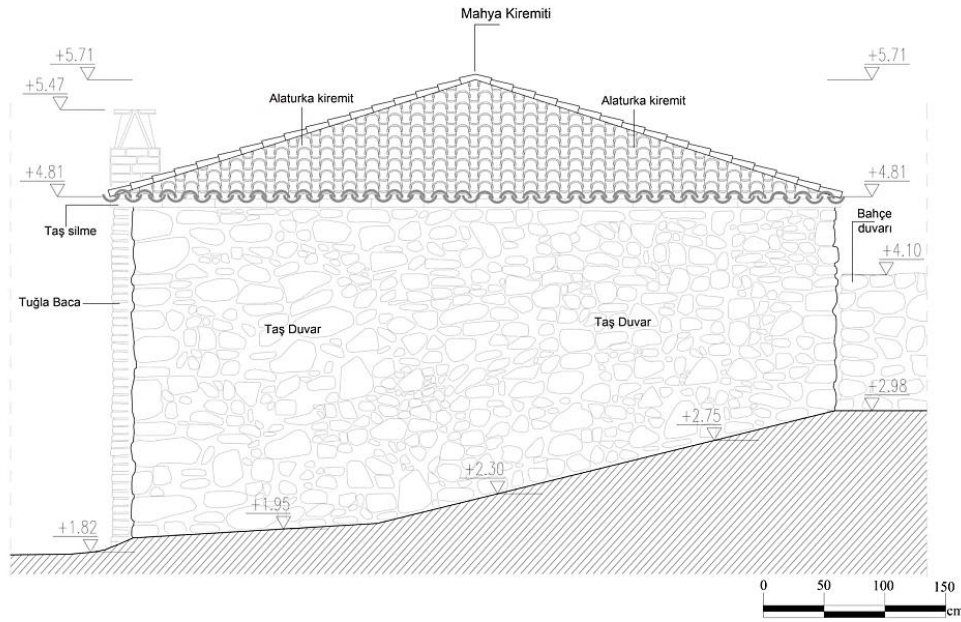 Mahya Kiremiti
+5.71
+5.71
+5.47
Alaturka kiremit
Alaturka kiremit
+4.81
+4.81
Taş silme
Bahçe
duvarı
+4.10
Tuğla Baca
Taş Duvar
Taş Duvar
+2.98
+2.75
+2.30
+1.95
+1.82
0 50 100 150
cm